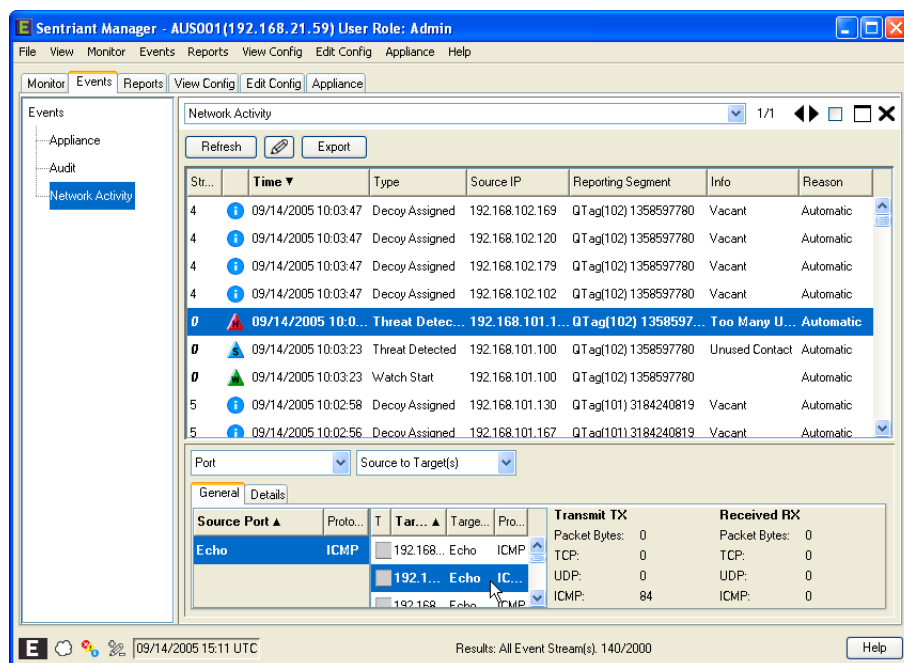 E Sentriant Manager - AUS001(192.168.21.59) User Role: Admin
File View Monitor Events Reports View Config Edit Config Appliance Help
Monitor Events Reports View Config Edit Config Appliance
Events
Appliance
Audit
Network Activity
Network Activity 1/1
Refresh Export
Str... Time Type Source IP Reporting Segment Info Reason
4 i 09/14/2005 10:03:47 Decoy Assigned 192.168.102.169 QTag(102) 1358597780 Vacant Automatic
4 i 09/14/2005 10:03:47 Decoy Assigned 192.168.102.120 QTag(102) 1358597780 Vacant Automatic
4 i 09/14/2005 10:03:47 Decoy Assigned 192.168.102.179 QTag(102) 1358597780 Vacant Automatic
4 i 09/14/2005 10:03:47 Decoy Assigned 192.168.102.102 QTag(102) 1358597780 Vacant Automatic
0 H 09/14/2005 10:0... Threat Detec... 192.168.101.1... QTag(102) 1358597... Too Many U... Automatic
0 S 09/14/2005 10:03:23 Threat Detected 192.168.101.100 QTag(102) 1358597780 Unused Contact Automatic
0 W 09/14/2005 10:03:23 Watch Start 192.168.101.100 QTag(102) 1358597780 Automatic
5 i 09/14/2005 10:02:58 Decoy Assigned 192.168.101.130 QTag(101) 3184240819 Vacant Automatic
5 i 09/14/2005 10:02:56 Decoy Assigned 192.168.101.167 QTag(101) 3184240819 Vacant Automatic
Port Source to Target(s)
General Details
Source Port Proto... T Tar... Targe... Pro...
Echo ICMP 192.168... Echo ICMP
192.1... Echo IC...
192.168... Echo ICMP
Transmit TX
Packet Bytes: 0
TCP: 0
UDP: 0
ICMP: 84
Received RX
Packet Bytes: 0
TCP: 0
UDP: 0
ICMP: 0
E 09/14/2005 15:11 UTC Results: All Event Stream(s). 140/2000 Help